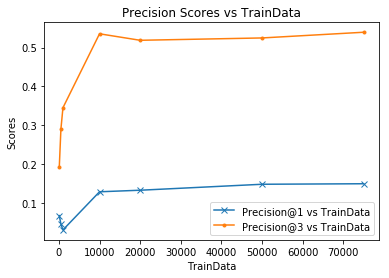 Precision Scores vs TrainData
Scores
0.5
0.4
0.3
0.2
0.1
Precision@1 vs TrainData
Precision@3 vs TrainData
0 10000 20000 30000 40000 50000 60000 70000
TrainData